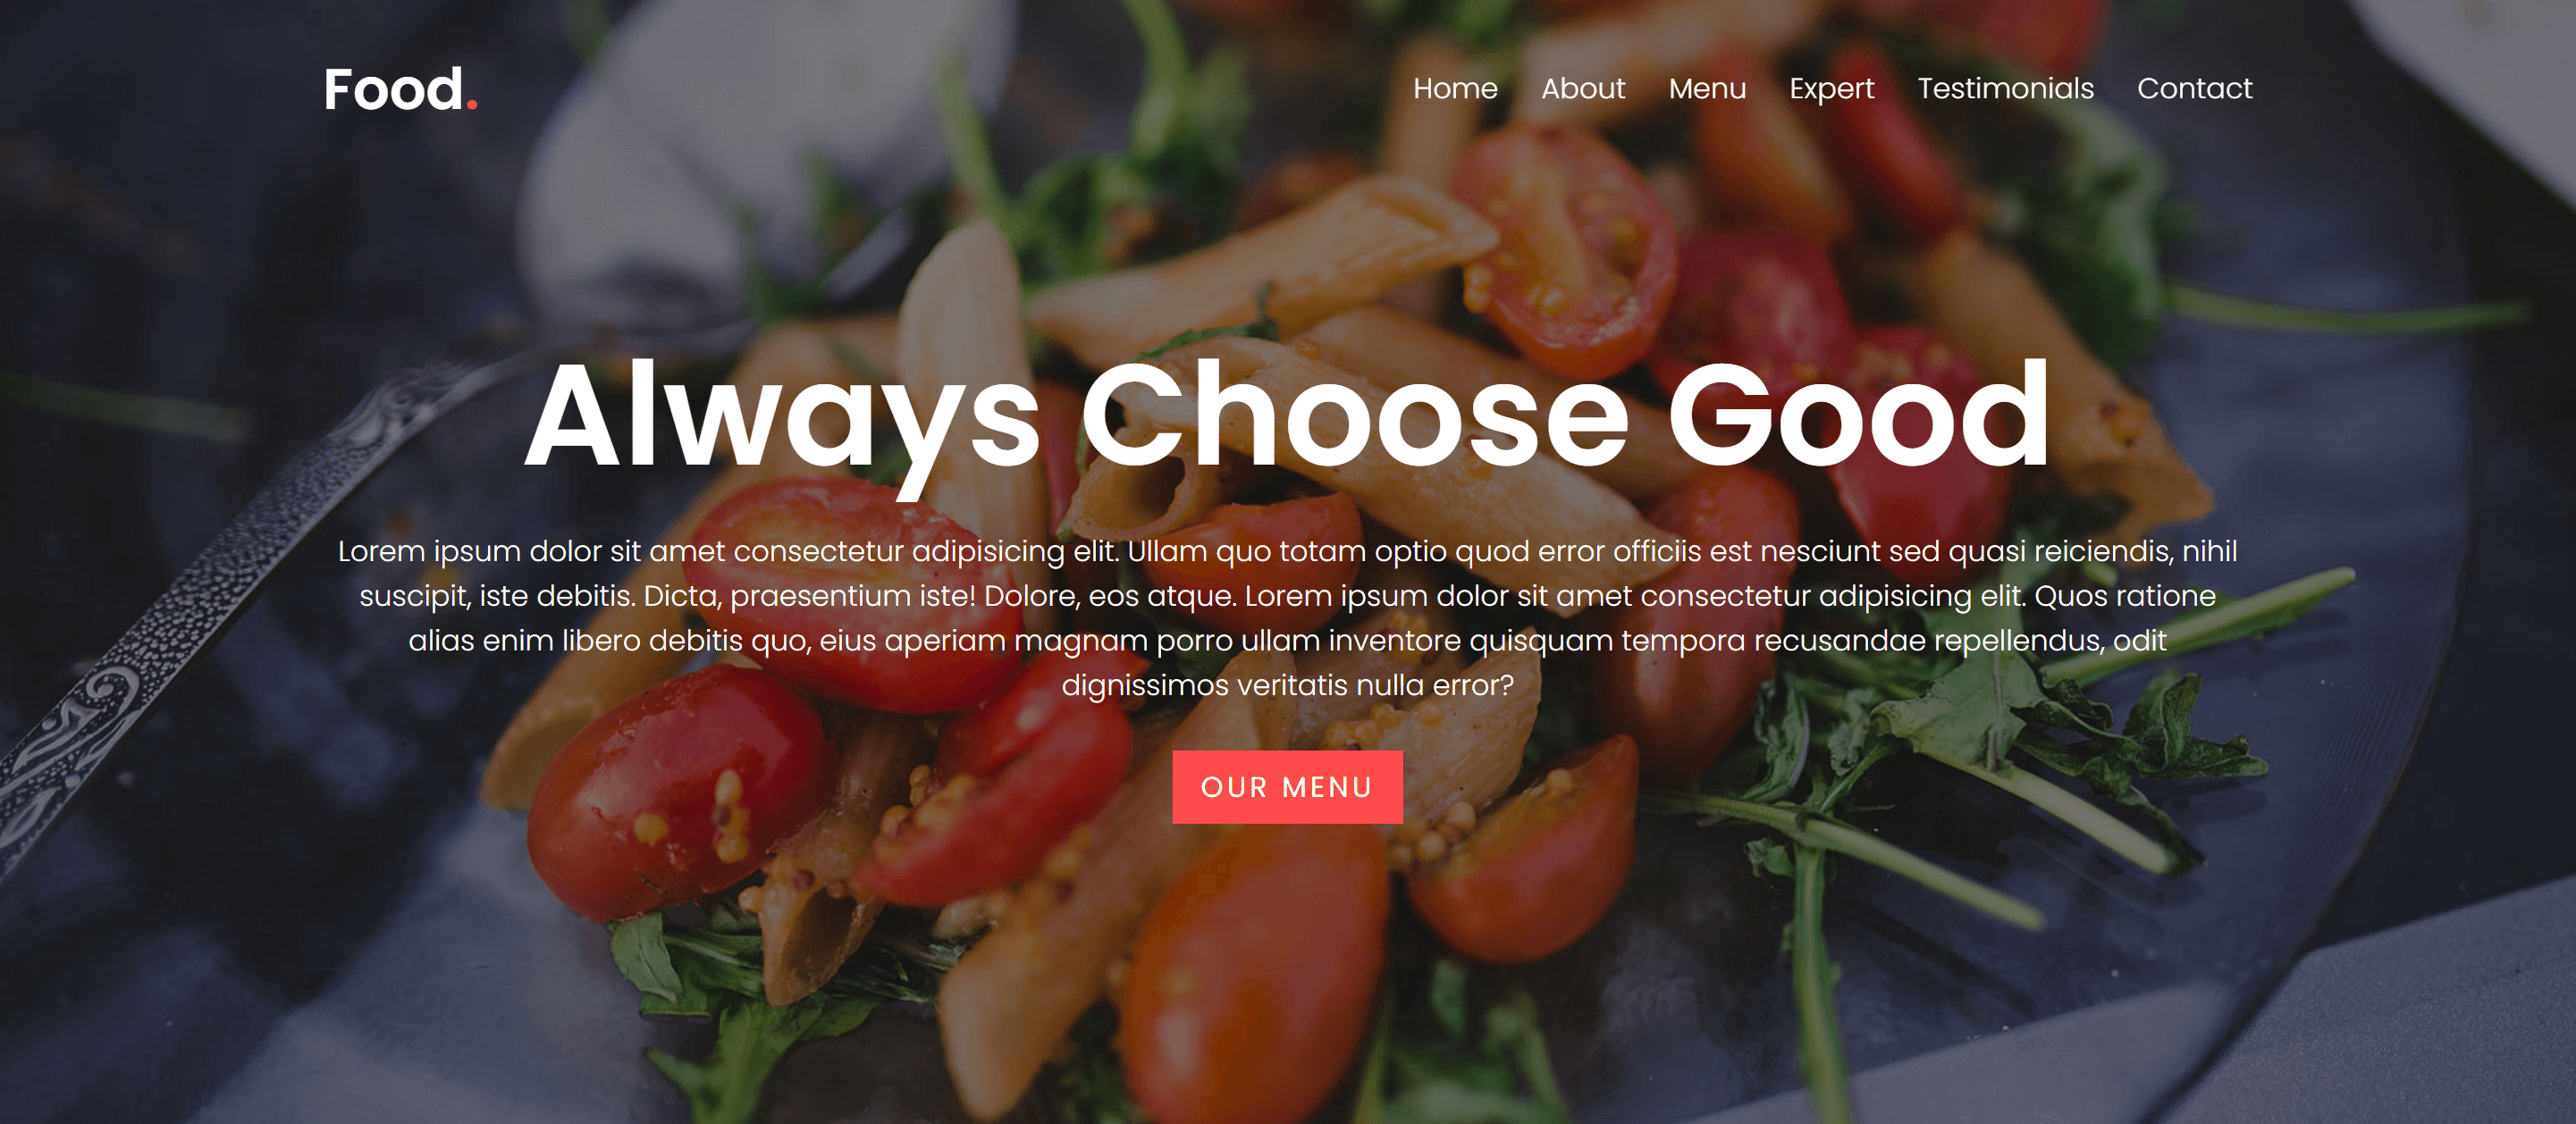 Food.
Home About Menu Expert Testimonials Contact
Always Choose Good
Lorem ipsum dolor sit amet consectetur adipisicing elit. Ullam quo totam optio quod error officiis est nesciunt sed quasi reiciendis, nihil
suscipit, iste debitis. Dicta, praesentium iste! Dolore, eos atque. Lorem ipsum dolor sit amet consectetur adipisicing elit. Quos ratione
alias enim libero debitis quo, eius aperiam magnam porro ullam inventore quisquam tempora recusandae repellendus, odit
dignissimos veritatis nulla error?
OUR MENU